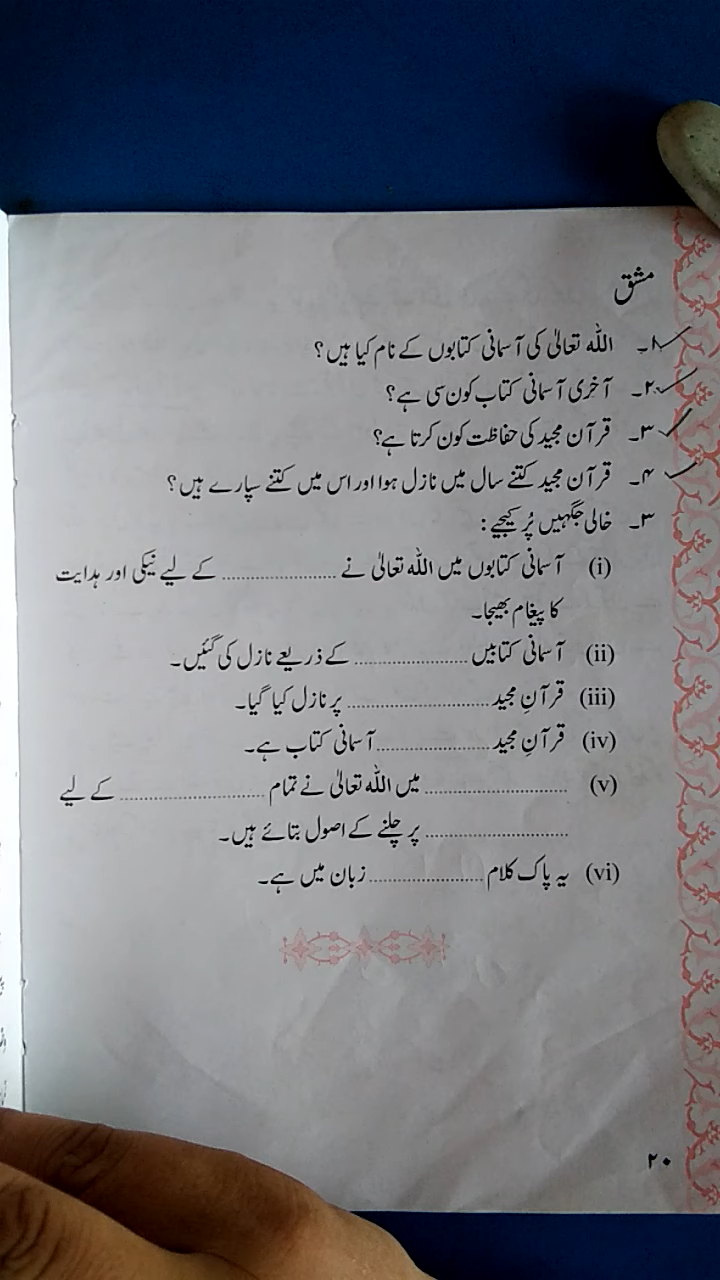 مشق
۱۔ اللہ تعالیٰ کی آسمانی کتابوں کے نام کیا ہیں؟
۲۔ آخری آسمانی کتاب کون سی ہے؟
۳۔ قرآن مجید کی حفاظت کون کرتا ہے؟
۴۔ قرآن مجید کتنے سال میں نازل ہوا اور اس میں کتنے سپارے ہیں؟
۳۔ خالی جگہیں پُر کیجیے:
(i) آسمانی کتابوں میں اللہ تعالیٰ نے ........................ کے لیے نیکی اور ہدایت
کا پیغام بھیجا۔
(ii) آسمانی کتابیں ........................ کے ذریعے نازل کی گئیں۔
(iii) قرآنِ مجید ............................ پر نازل کیا گیا۔
(iv) قرآنِ مجید ........................ آسمانی کتاب ہے۔
(v) ............................ میں اللہ تعالیٰ نے تمام ............................ کے لیے
............................ پر چلنے کے اصول بتائے ہیں۔
(vi) یہ پاک کلام ........................ زبان میں ہے۔
۲۰